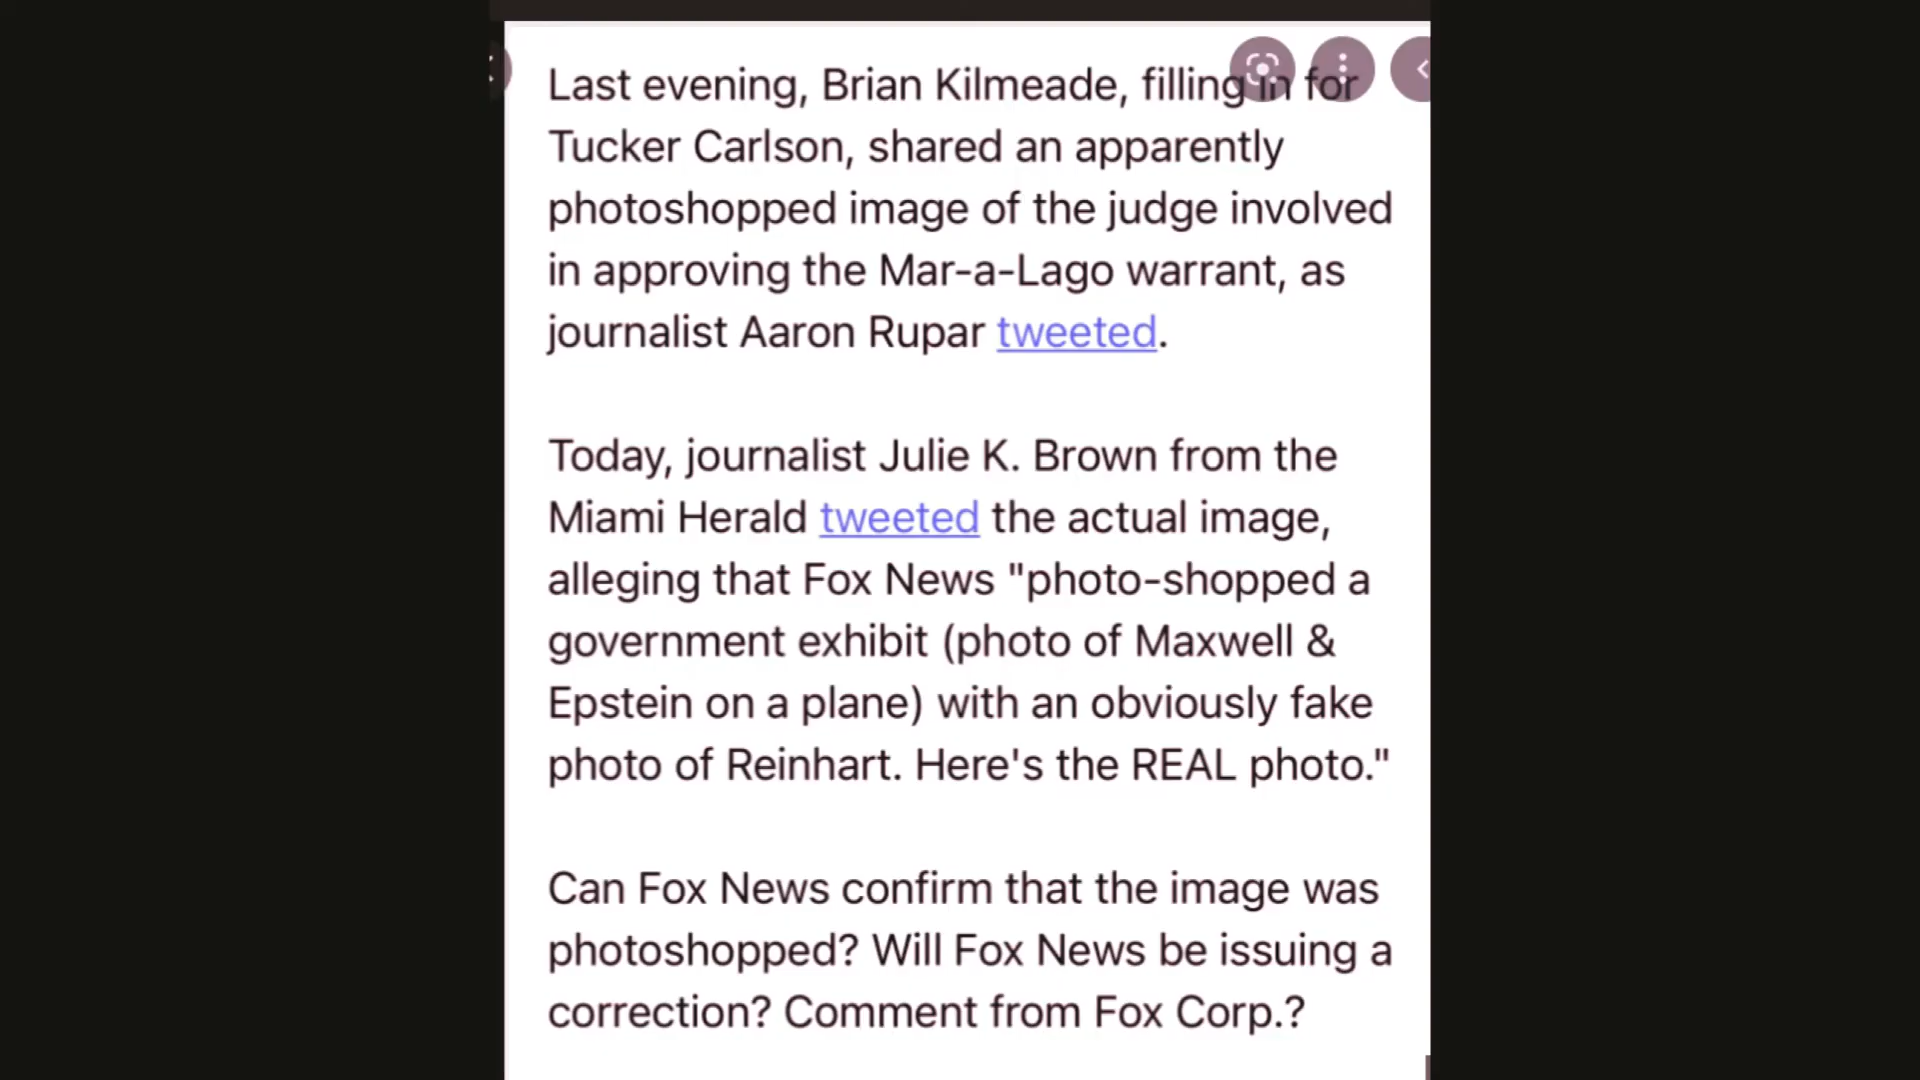 Last evening, Brian Kilmeade, filling in for
Tucker Carlson, shared an apparently
photoshopped image of the judge involved
in approving the Mar-a-Lago warrant, as
journalist Aaron Rupar tweeted.
Today, journalist Julie K. Brown from the
Miami Herald tweeted the actual image,
alleging that Fox News "photo-shopped a
government exhibit (photo of Maxwell &
Epstein on a plane) with an obviously fake
photo of Reinhart. Here's the REAL photo."
Can Fox News confirm that the image was
photoshopped? Will Fox News be issuing a
correction? Comment from Fox Corp.?